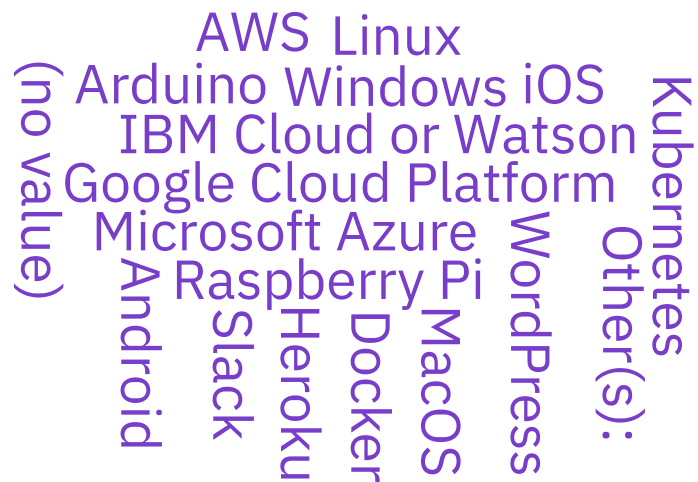 AWS Linux
Arduino Windows iOS
IBM Cloud or Watson
Google Cloud Platform
Microsoft Azure
Raspberry Pi
(no value)
Android
Slack
Heroku
Docker
MacOS
WordPress
Other(s):
Kubernetes